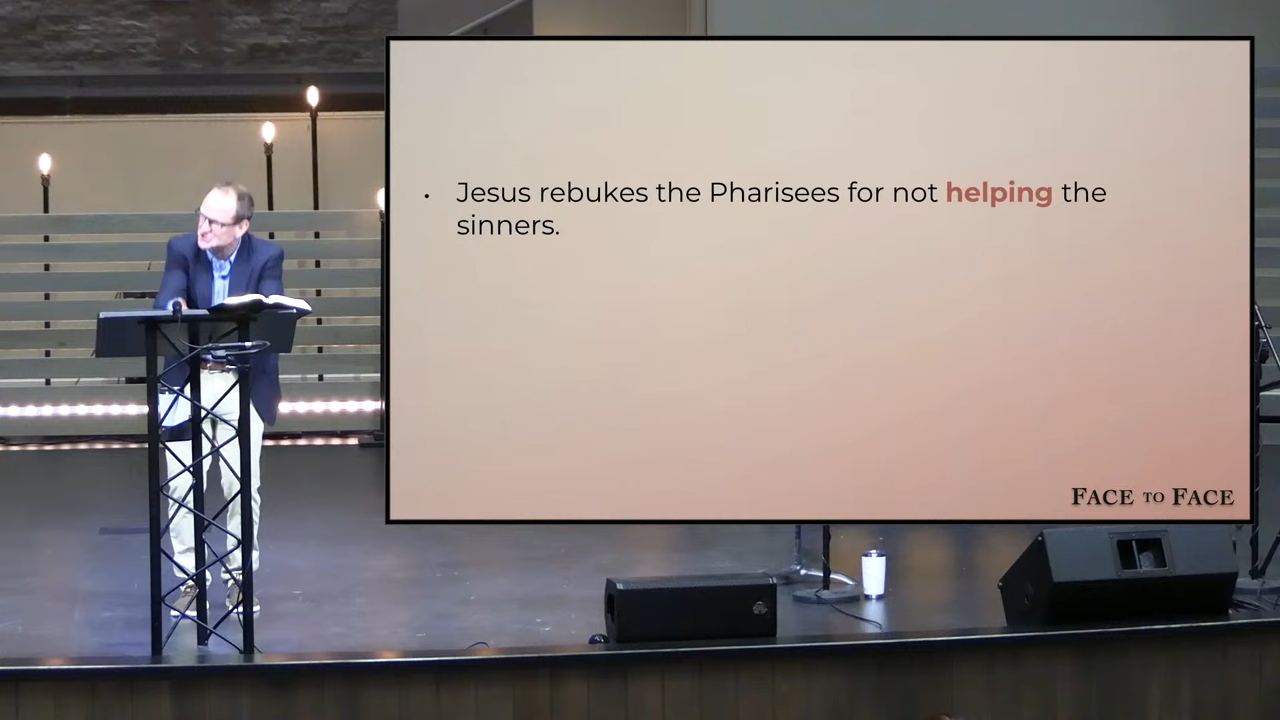 • Jesus rebukes the Pharisees for not helping the
sinners.
FACE TO FACE